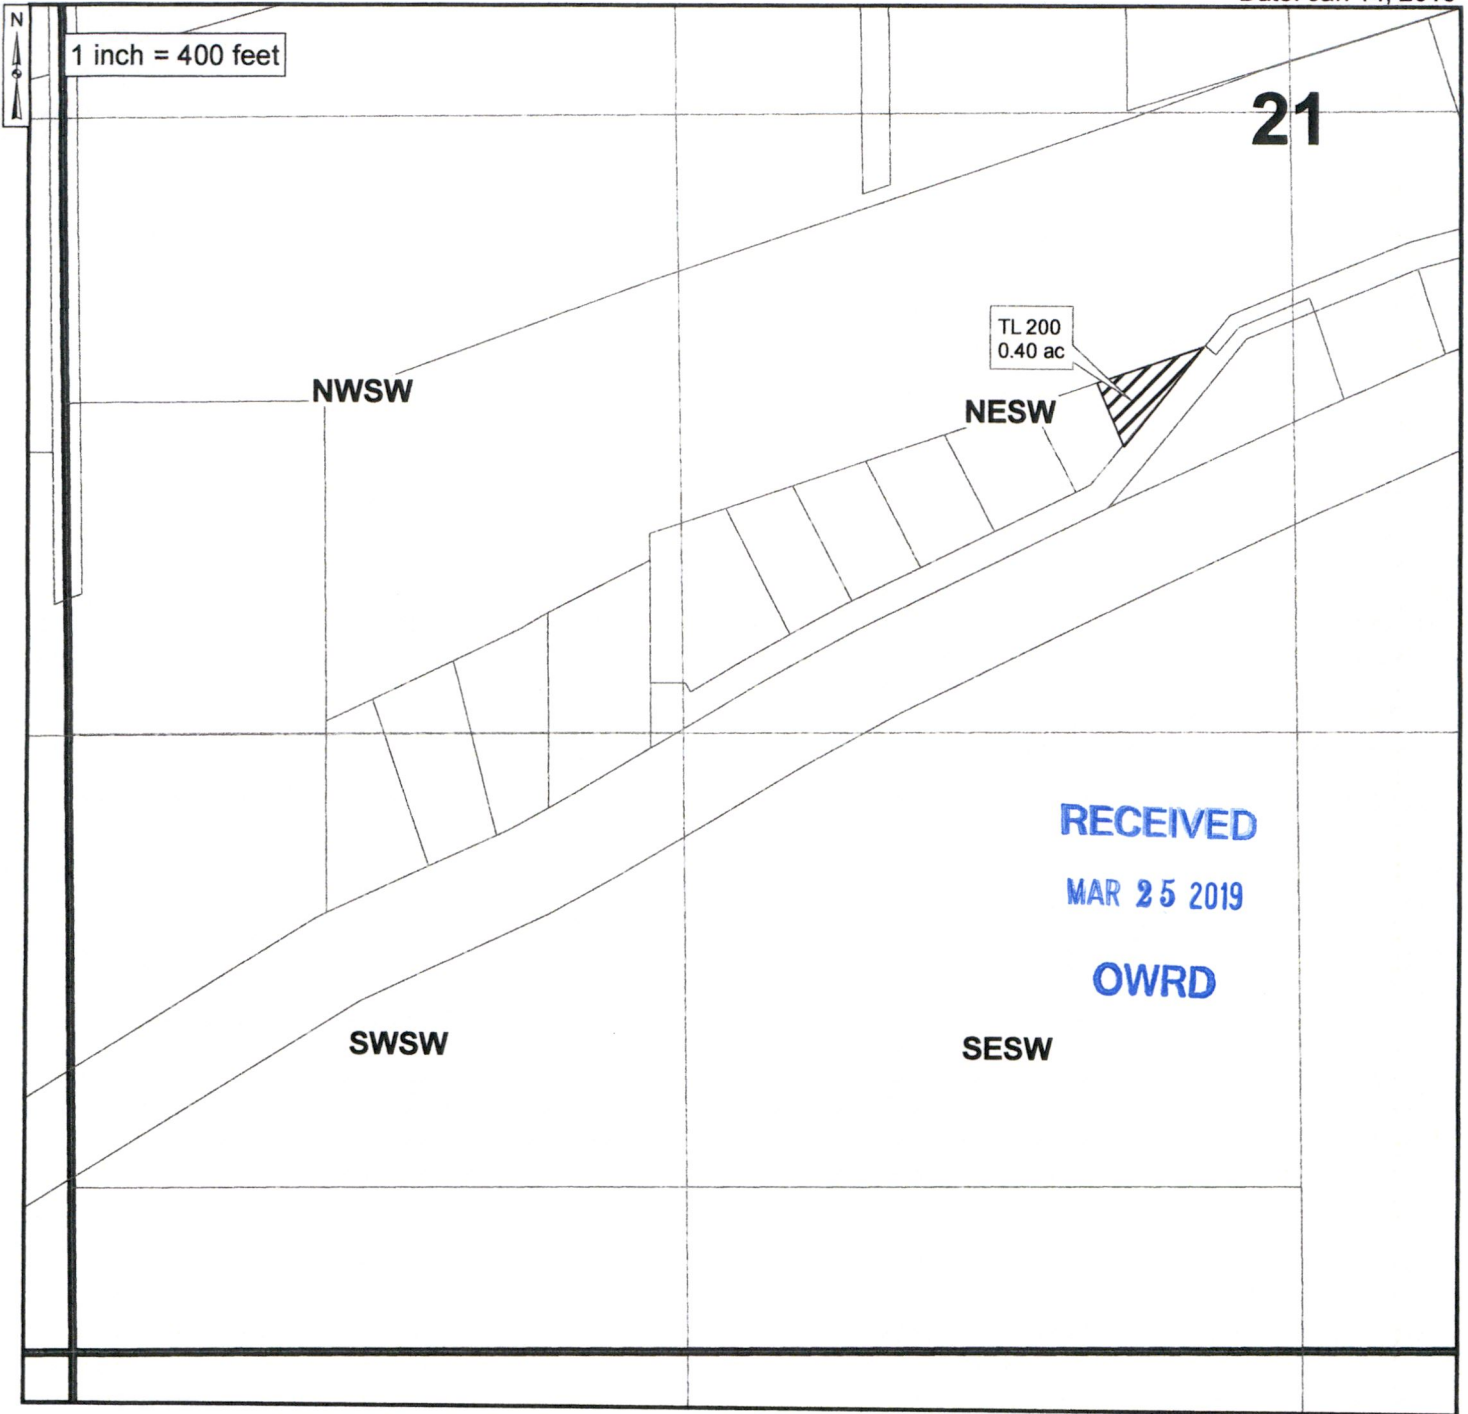 N
1 inch = 400 feet
21
TL 200
0.40 ac
NWSW
NESW
RECEIVED
MAR 25 2019
OWRD
SWSW
SESW